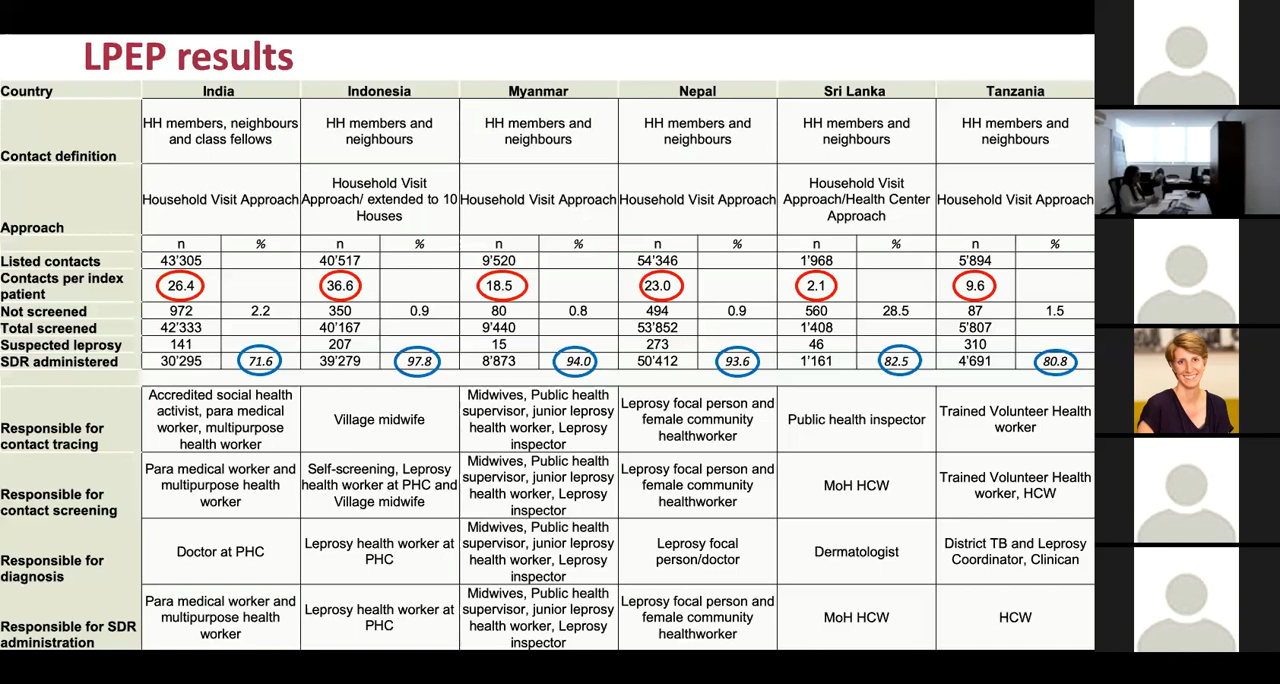 LPEP results
Country India Indonesia Myanmar Nepal Sri Lanka Tanzania
Contact definition
HH members, neighbours
and class fellows
HH members and
neighbours
HH members and
neighbours
HH members and
neighbours
HH members and
neighbours
HH members and
neighbours
Approach
Household Visit Approach
Household Visit
Approach/ extended to 10
Houses
Household Visit Approach
Household Visit Approach
Household Visit
Approach/Health Center
Approach
Household Visit Approach
n % n % n % n % n % n %
Listed contacts 43'305 40'517 9'520 54'346 1'968 5'894
Contacts per index
patient
26.4 36.6 18.5 23.0 2.1 9.6
Not screened 972 2.2 350 0.9 80 0.8 494 0.9 560 28.5 87 1.5
Total screened 42'333 40'167 9'440 53'852 1'408 5'807
Suspected leprosy 141 207 15 273 46 310
SDR administered 30'295 71.6 39'279 97.8 8'873 94.0 50'412 93.6 1'161 82.5 4'691 80.8
Responsible for
contact tracing
Accredited social health
activist, para medical
worker, multipurpose
health worker
Village midwife
Midwives, Public health
supervisor, junior leprosy
health worker, Leprosy
inspector
Leprosy focal person and
female community
healthworker
Public health inspector
Trained Volunteer Health
worker
Responsible for
contact screening
Para medical worker and
multipurpose health
worker
Self-screening, Leprosy
health worker at PHC and
Village midwife
Midwives, Public health
supervisor, junior leprosy
health worker, Leprosy
inspector
Leprosy focal person and
female community
healthworker
MoH HCW
Trained Volunteer Health
worker, HCW
Responsible for
diagnosis
Doctor at PHC
Leprosy health worker at
PHC
Midwives, Public health
supervisor, junior leprosy
health worker, Leprosy
inspector
Leprosy focal
person/doctor
Dermatologist
District TB and Leprosy
Coordinator, Clinican
Responsible for SDR
administration
Para medical worker and
multipurpose health
worker
Leprosy health worker at
PHC
Midwives, Public health
supervisor, junior leprosy
health worker, Leprosy
inspector
Leprosy focal person and
female community
healthworker
MoH HCW
HCW